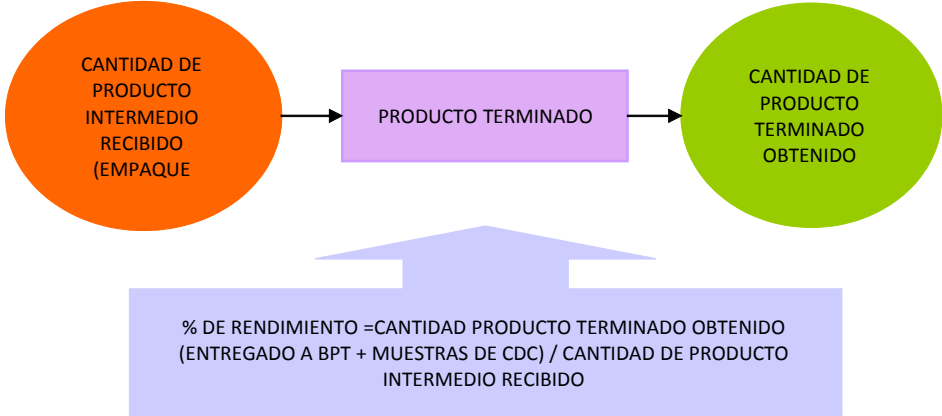 CANTIDAD DE
PRODUCTO
INTERMEDIO
RECIBIDO
(EMPAQUE
PRODUCTO TERMINADO
CANTIDAD DE
PRODUCTO
TERMINADO
OBTENIDO
% DE RENDIMIENTO =CANTIDAD PRODUCTO TERMINADO OBTENIDO
(ENTREGADO A BPT + MUESTRAS DE CDC) / CANTIDAD DE PRODUCTO
INTERMEDIO RECIBIDO